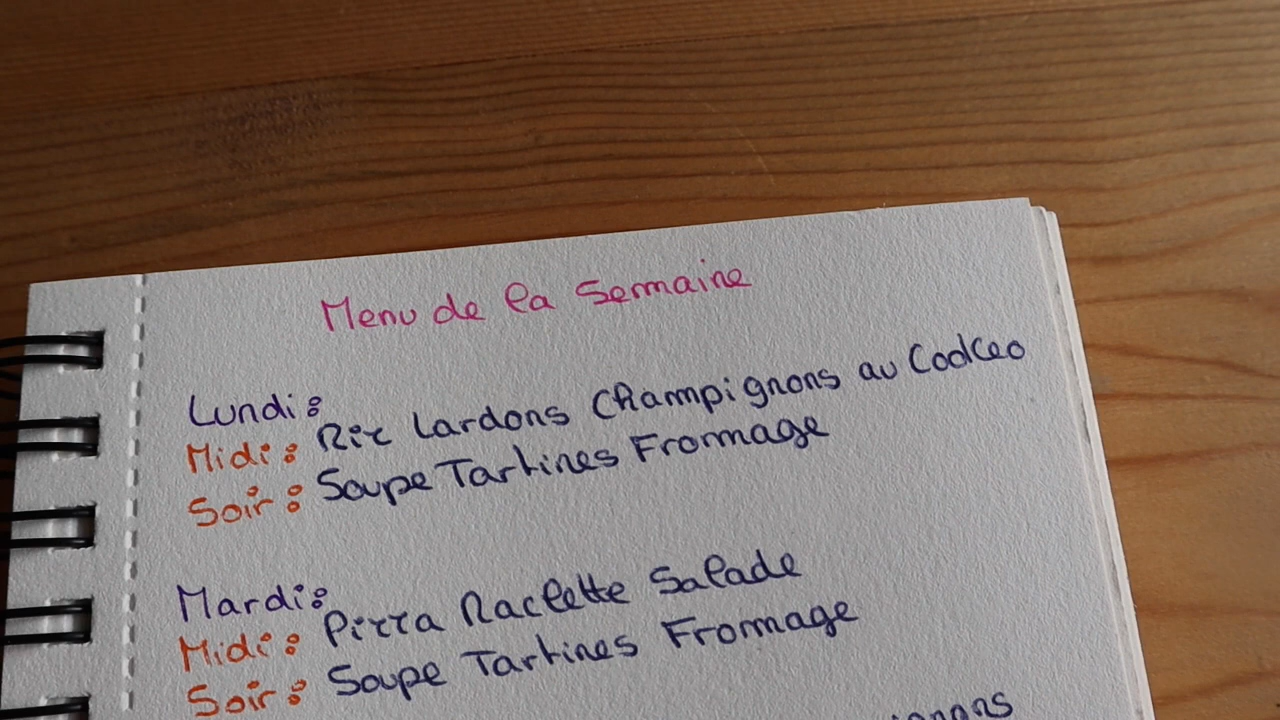 Menu de la Semaine
Lundi :
Midi : Riz Lardons Champignons au Cookeo
Soir : Soupe Tartines Fromage
Mardi :
Midi : Pizza Raclette Salade
Soir : Soupe Tartines Fromage